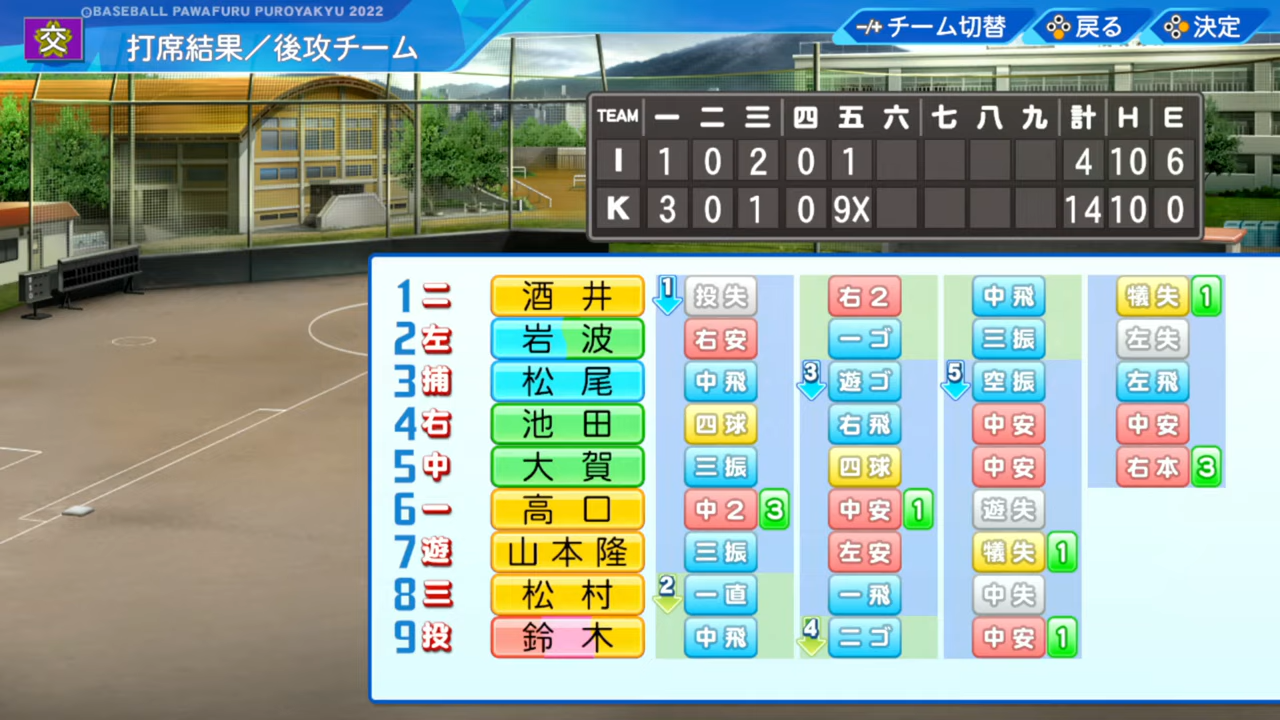 ©BASEBALL PAWAFURU PUROYAKYU 2022
交 打席結果／後攻チーム
-/+ チーム切替 戻る 決定
TEAM 一 二 三 四 五 六 七 八 九 計 H E
I 1 0 2 0 1 4 10 6
K 3 0 1 0 9X 14 10 0
1 二 酒井 1 投失 右2 中飛 犠失 1
2 左 岩波 右安 一ゴ 三振 左失
3 捕 松尾 中飛 3 遊ゴ 5 空振 左飛
4 右 池田 四球 右飛 中安 中安
5 中 大賀 三振 四球 中安 右本 3
6 一 高口 中2 3 中安 1 遊失
7 遊 山本隆 三振 左安 犠失 1
8 三 松村 2 一直 一飛 中失
9 投 鈴木 中飛 4 二ゴ 中安 1